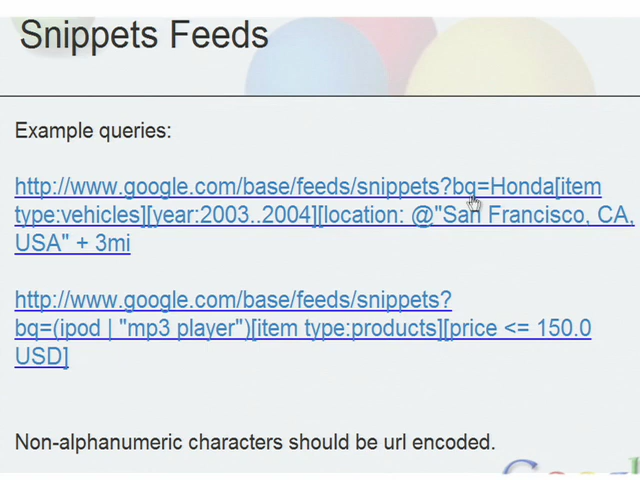 Snippets Feeds
Example queries:
http://www.google.com/base/feeds/snippets?bq=Honda[item
type:vehicles][year:2003..2004][location: @"San Francisco, CA,
USA" + 3mi
http://www.google.com/base/feeds/snippets?
bq=(ipod | "mp3 player")[item type:products][price <= 150.0
USD]
Non-alphanumeric characters should be url encoded.